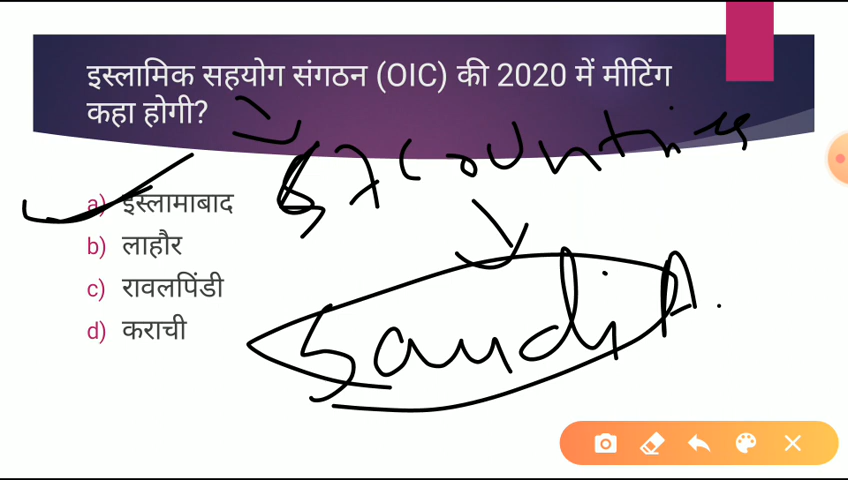 इस्लामिक सहयोग संगठन (OIC) की 2020 में मीटिंग
कहा होगी?
57 countries
a) इस्लामाबाद
b) लाहौर
c) रावलपिंडी
d) कराची
Saudi A.